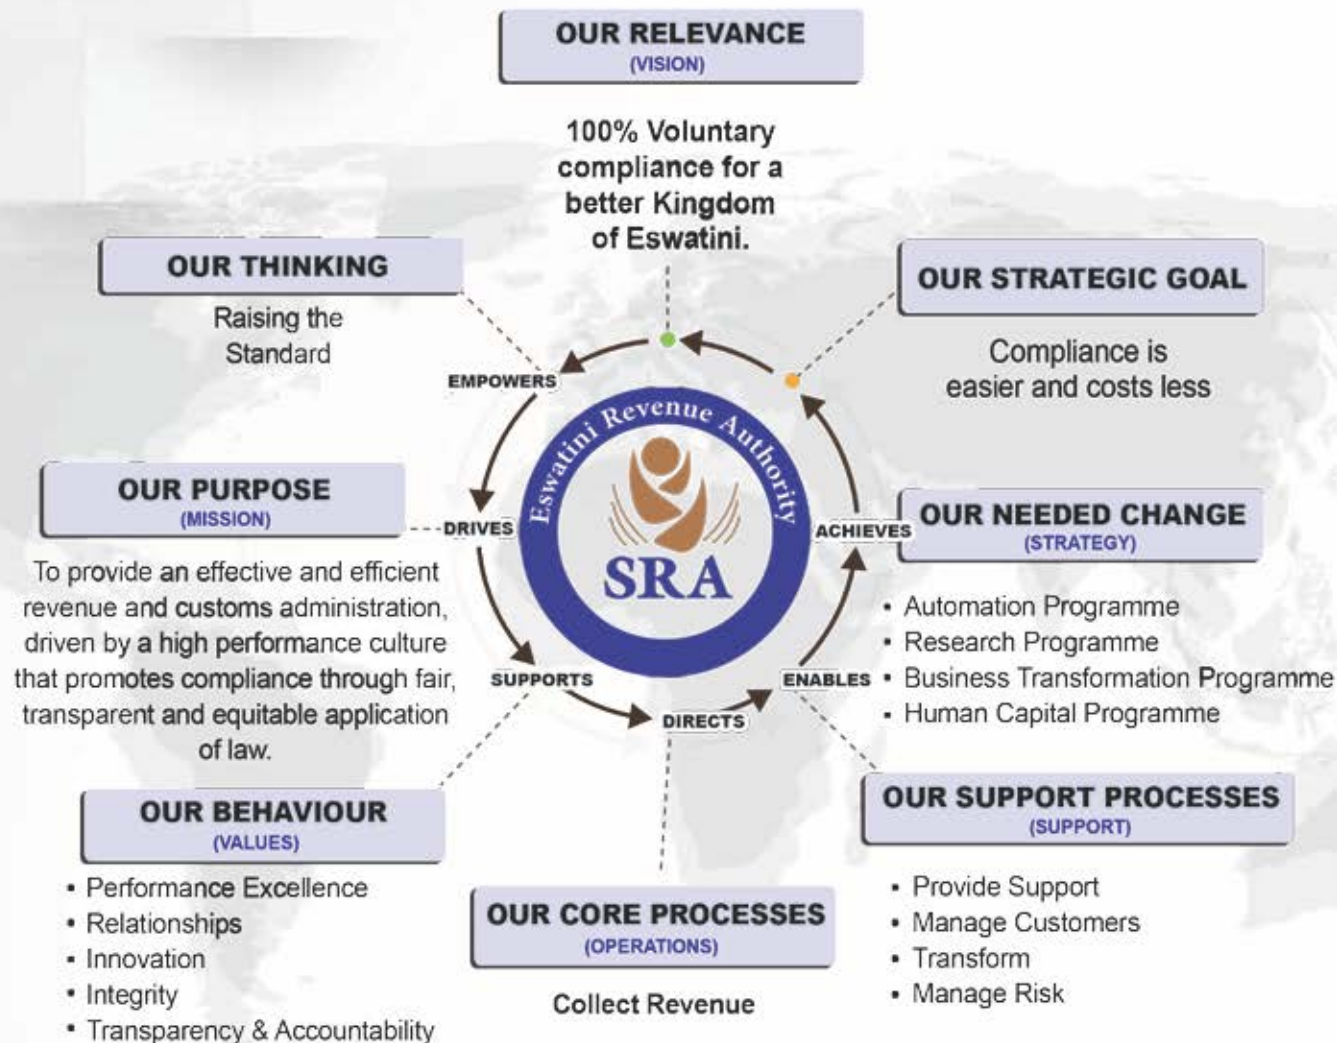 OUR RELEVANCE
(VISION)
100% Voluntary
compliance for a
better Kingdom
of Eswatini.
OUR THINKING
Raising the
Standard
OUR STRATEGIC GOAL
Compliance is
easier and costs less
EMPOWERS
Eswatini Revenue Authority
SRA
OUR PURPOSE
(MISSION)
To provide an effective and efficient
revenue and customs administration,
driven by a high performance culture
that promotes compliance through fair,
transparent and equitable application
of law.
DRIVES
ACHIEVES
OUR NEEDED CHANGE
(STRATEGY)
• Automation Programme
• Research Programme
• Business Transformation Programme
• Human Capital Programme
SUPPORTS
DIRECTS
ENABLES
OUR BEHAVIOUR
(VALUES)
• Performance Excellence
• Relationships
• Innovation
• Integrity
• Transparency & Accountability
OUR CORE PROCESSES
(OPERATIONS)
Collect Revenue
OUR SUPPORT PROCESSES
(SUPPORT)
• Provide Support
• Manage Customers
• Transform
• Manage Risk